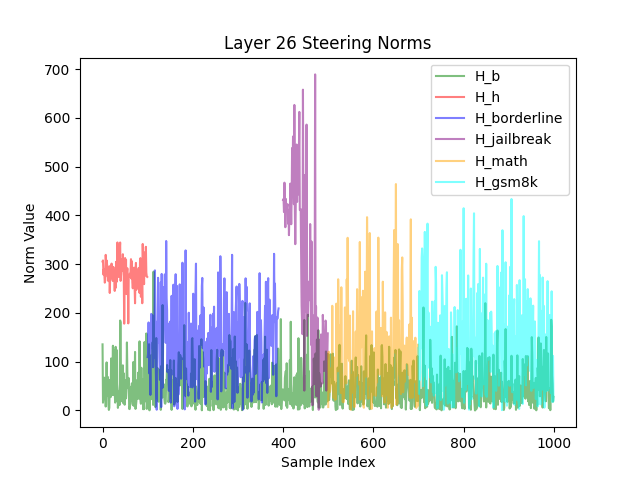 Layer 26 Steering Norms
Norm Value
700
600
500
400
300
200
100
0
0
200
400
600
800
1000
Sample Index
H_b
H_h
H_borderline
H_jailbreak
H_math
H_gsm8k